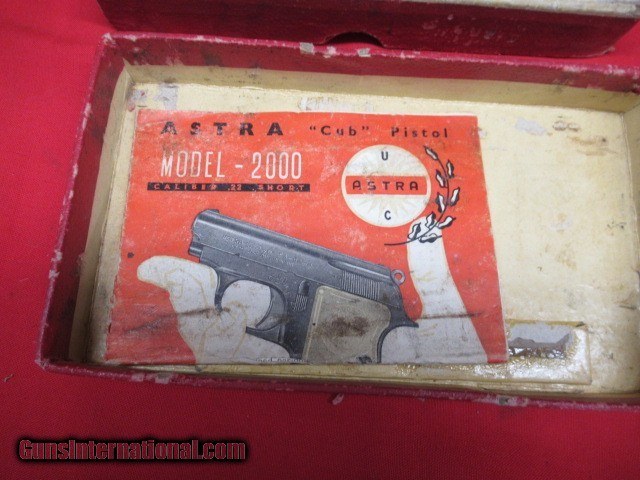 ASTRA "Cub" Pistol
MODEL-2000
CALIBER .22 SHORT
U
ASTRA
C
GunsInternational.com